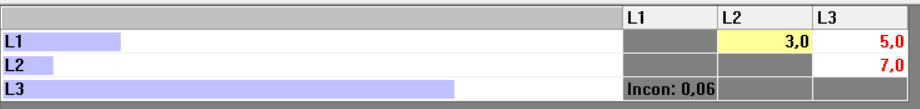 L1 L2 L3
L1 3,0 5,0
L2 7,0
L3 Incon: 0,06